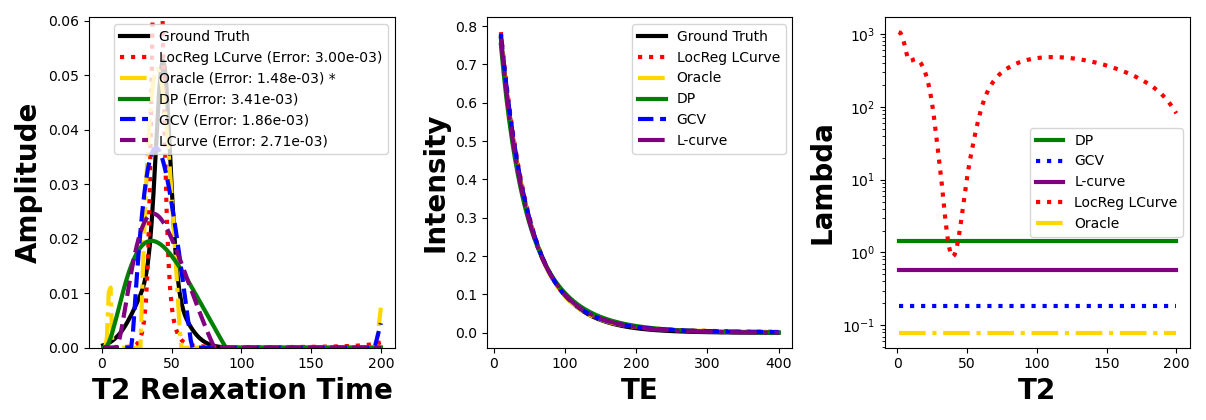 Amplitude
0.06
0.05
0.04
0.03
0.02
0.01
0.00
Ground Truth
LocReg LCurve (Error: 3.00e-03)
Oracle (Error: 1.48e-03) *
DP (Error: 3.41e-03)
GCV (Error: 1.86e-03)
LCurve (Error: 2.71e-03)
0 50 100 150 200
T2 Relaxation Time
Intensity
0.8
0.7
0.6
0.5
0.4
0.3
0.2
0.1
0.0
Ground Truth
LocReg LCurve
Oracle
DP
GCV
L-curve
0 100 200 300 400
TE
Lambda
10³
10²
10¹
10⁰
10⁻¹
DP
GCV
L-curve
LocReg LCurve
Oracle
0 50 100 150 200
T2